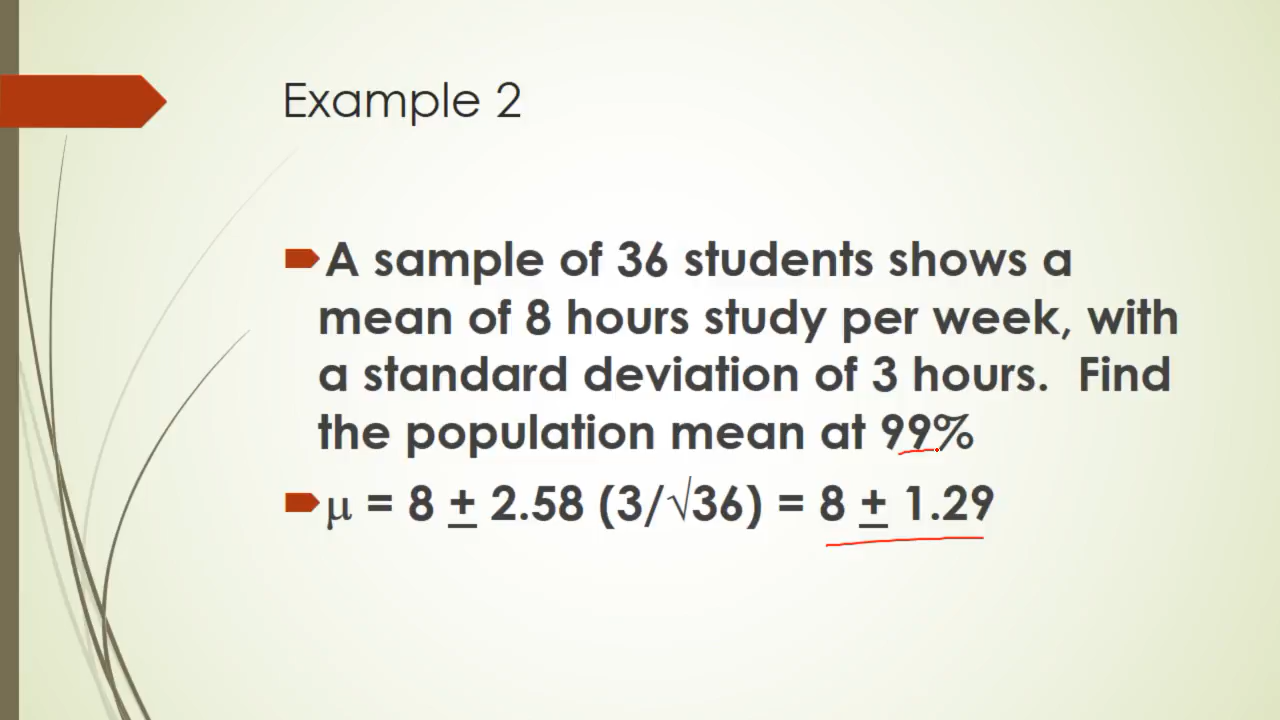 Example 2
A sample of 36 students shows a
mean of 8 hours study per week, with
a standard deviation of 3 hours.  Find
the population mean at 99%
μ = 8 ± 2.58 (3/√36) = 8 ± 1.29